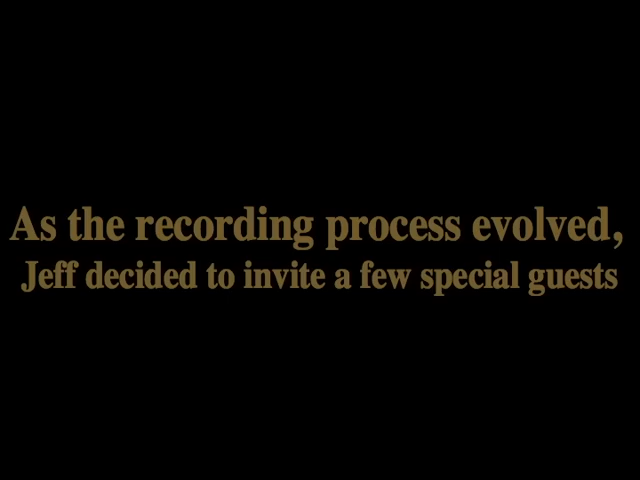 As the recording process evolved,
Jeff decided to invite a few special guests